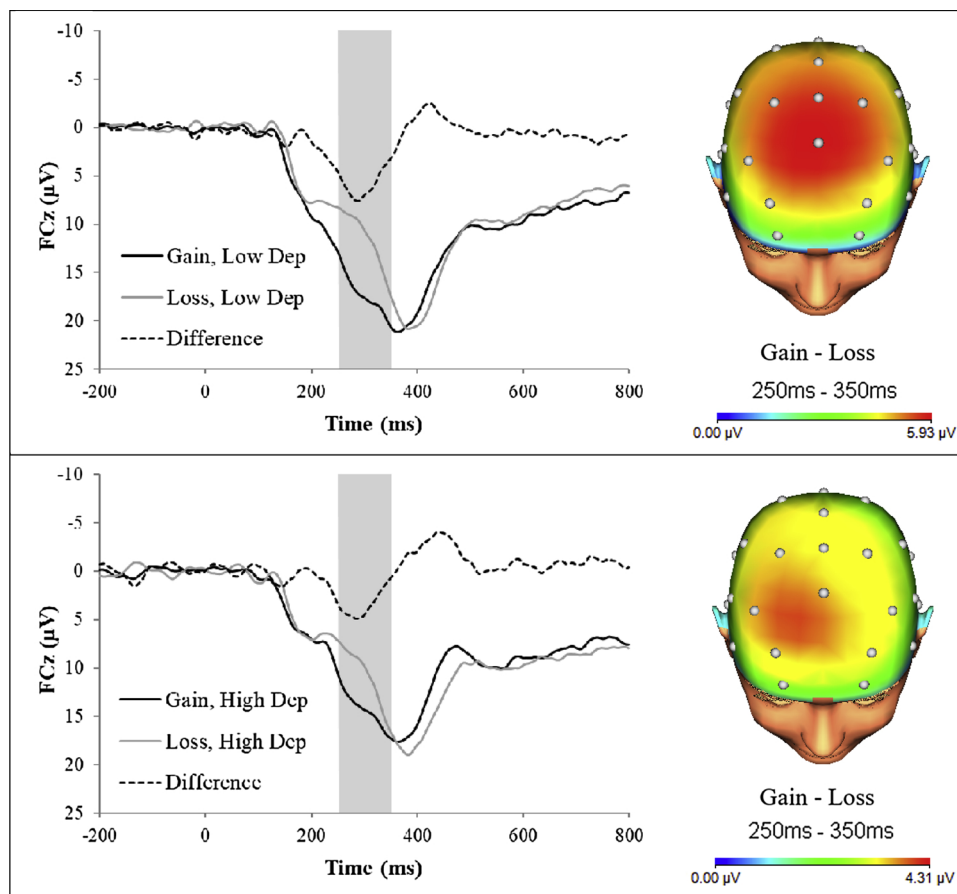 -10
-5
0
5
10
15
20
25
FCz (µV)
Gain, Low Dep
Loss, Low Dep
Difference
-200 0 200 400 600 800
Time (ms)
Gain - Loss
250ms - 350ms
0.00 µV 5.93 µV
-10
-5
0
5
10
15
20
25
FCz (µV)
Gain, High Dep
Loss, High Dep
Difference
-200 0 200 400 600 800
Time (ms)
Gain - Loss
250ms - 350ms
0.00 µV 4.31 µV